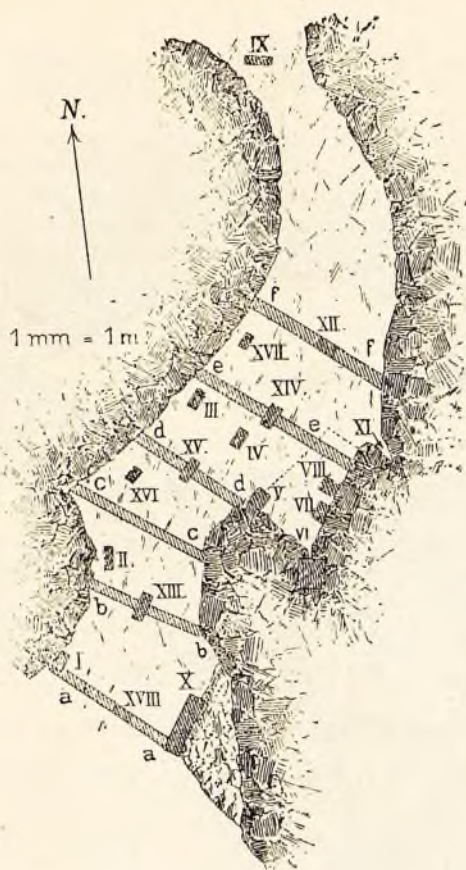 IX.
N.
f
1 mm = 1 m.
XII.
XVII.
f
e
XIV.
III
XI.
e
d
IV.
XV.
VIII.
c
XVI
d
V
VII.
c
VI
II.
XIII.
b
b
I
X
a
XVIII
a